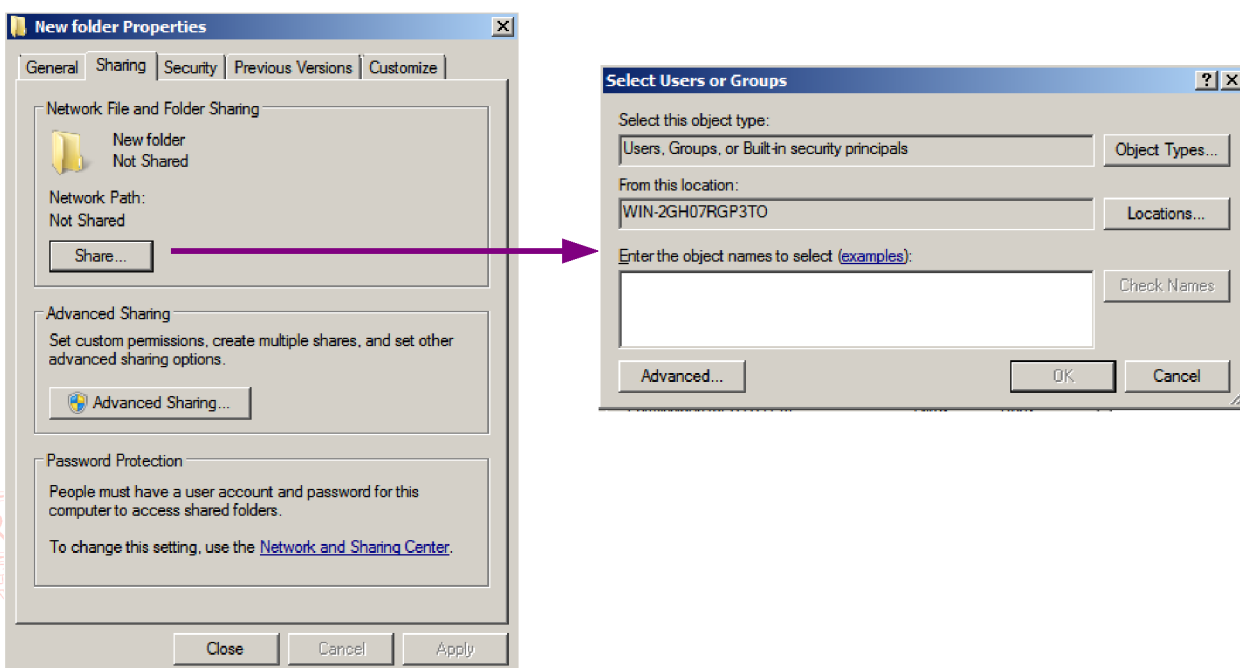 New folder Properties
General Sharing Security Previous Versions Customize
Network File and Folder Sharing
New folder
Not Shared
Network Path:
Not Shared
Share...
Advanced Sharing
Set custom permissions, create multiple shares, and set other
advanced sharing options.
Advanced Sharing...
Password Protection
People must have a user account and password for this
computer to access shared folders.
To change this setting, use the Network and Sharing Center.
Close Cancel Apply
Select Users or Groups
Select this object type:
Users, Groups, or Built-in security principals Object Types...
From this location:
WIN-2GH07RGP3TO Locations...
Enter the object names to select (examples):
Check Names
Advanced... OK Cancel